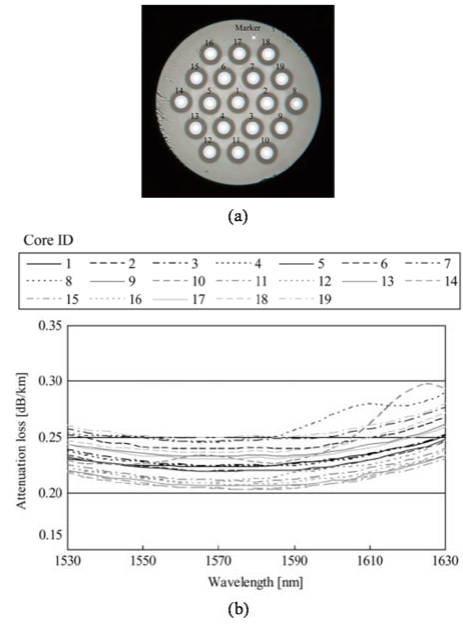 Marker
16 17 18
15 6 7 19
14 5 1 2 8
13 4 3 9
12 11 10
(a)
Core ID
1 2 3 4 5 6 7
8 9 10 11 12 13 14
15 16 17 18 19
0.35
0.30
0.25
0.20
0.15
Attenuation loss [dB/km]
1530 1550 1570 1590 1610 1630
Wavelength [nm]
(b)